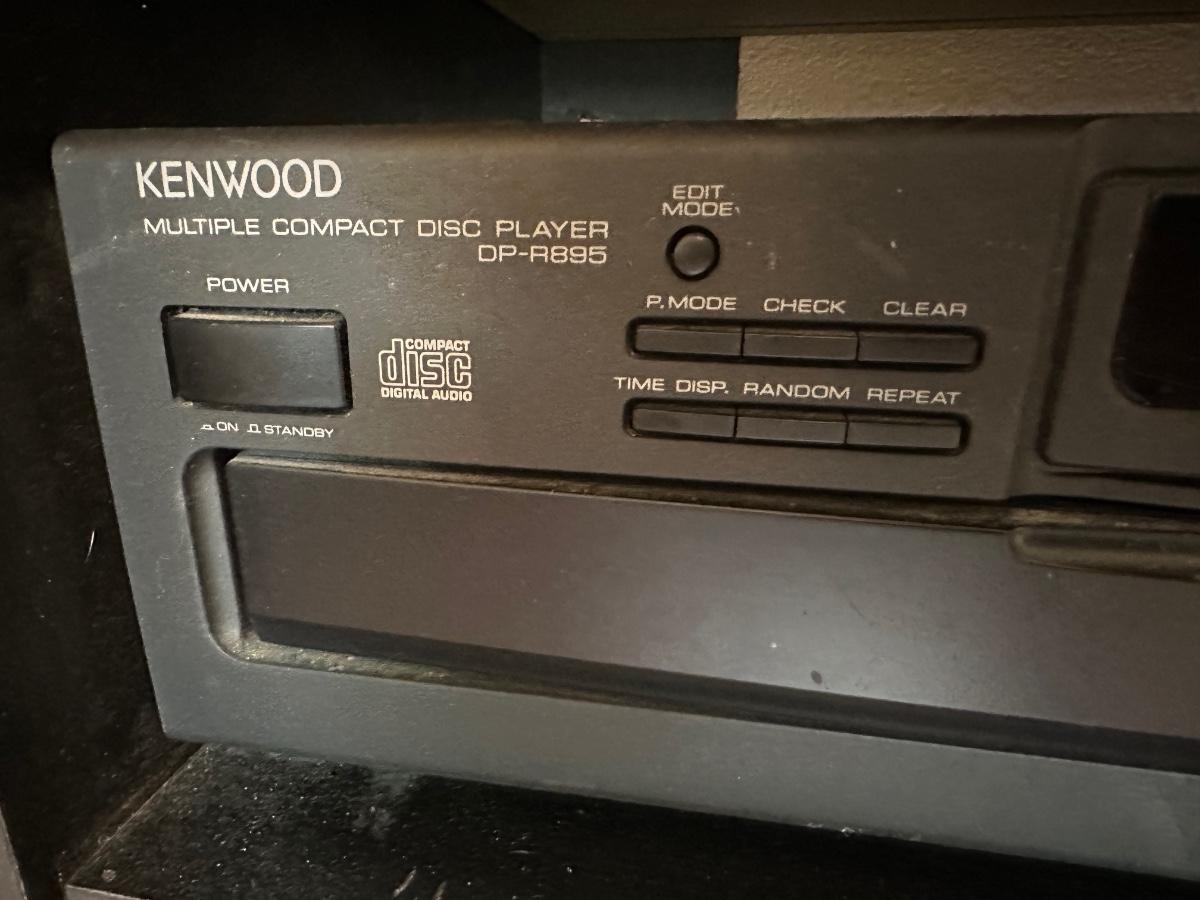 KENWOOD
MULTIPLE COMPACT DISC PLAYER
DP-R895
EDIT
MODE
POWER
P.MODE CHECK CLEAR
COMPACT
disc
DIGITAL AUDIO
TIME DISP. RANDOM REPEAT
ON STANDBY